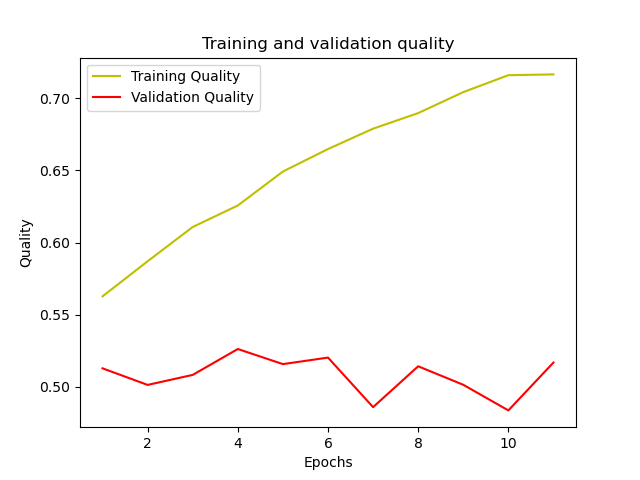 Training and validation quality
Training Quality
Validation Quality
Quality
0.70
0.65
0.60
0.55
0.50
2 4 6 8 10
Epochs